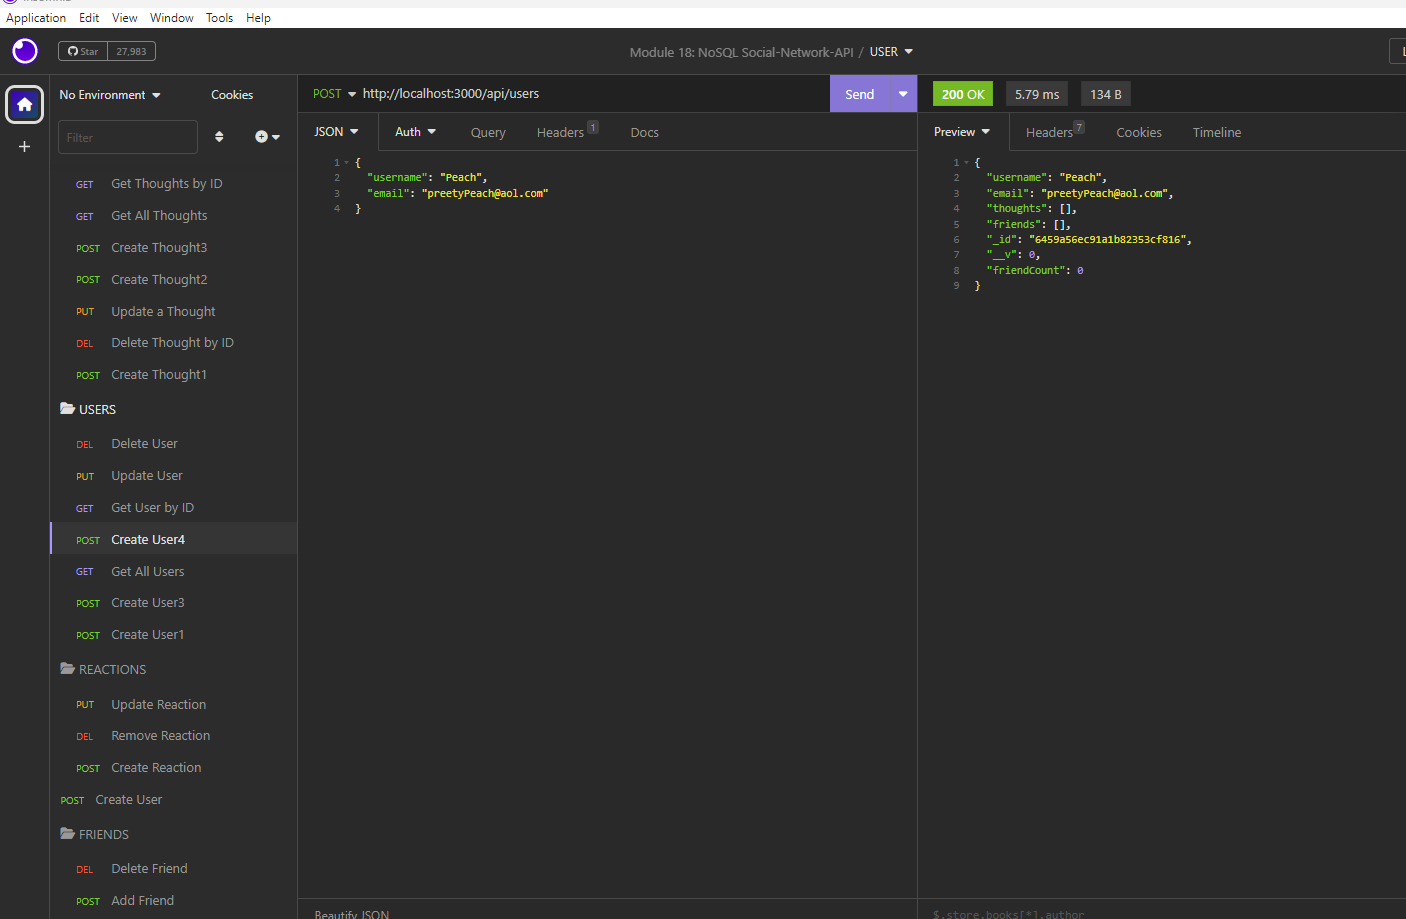 Application Edit View Window Tools Help
Star 27,983
Module 18: NoSQL Social-Network-API / USER
No Environment Cookies
POST http://localhost:3000/api/users Send
200 OK 5.79 ms 134 B
Filter
JSON Auth Query Headers 1 Docs
Preview Headers 7 Cookies Timeline
GET Get Thoughts by ID
GET Get All Thoughts
POST Create Thought3
POST Create Thought2
PUT Update a Thought
DEL Delete Thought by ID
POST Create Thought1
USERS
DEL Delete User
PUT Update User
GET Get User by ID
POST Create User4
GET Get All Users
POST Create User3
POST Create User1
REACTIONS
PUT Update Reaction
DEL Remove Reaction
POST Create Reaction
POST Create User
FRIENDS
DEL Delete Friend
POST Add Friend
1 {
2 "username": "Peach",
3 "email": "preetyPeach@aol.com"
4 }
Beautify JSON
1 {
2 "username": "Peach",
3 "email": "preetyPeach@aol.com",
4 "thoughts": [],
5 "friends": [],
6 "_id": "6459a56ec91a1b82353cf816",
7 "__v": 0,
8 "friendCount": 0
9 }
$.store.books[*].author